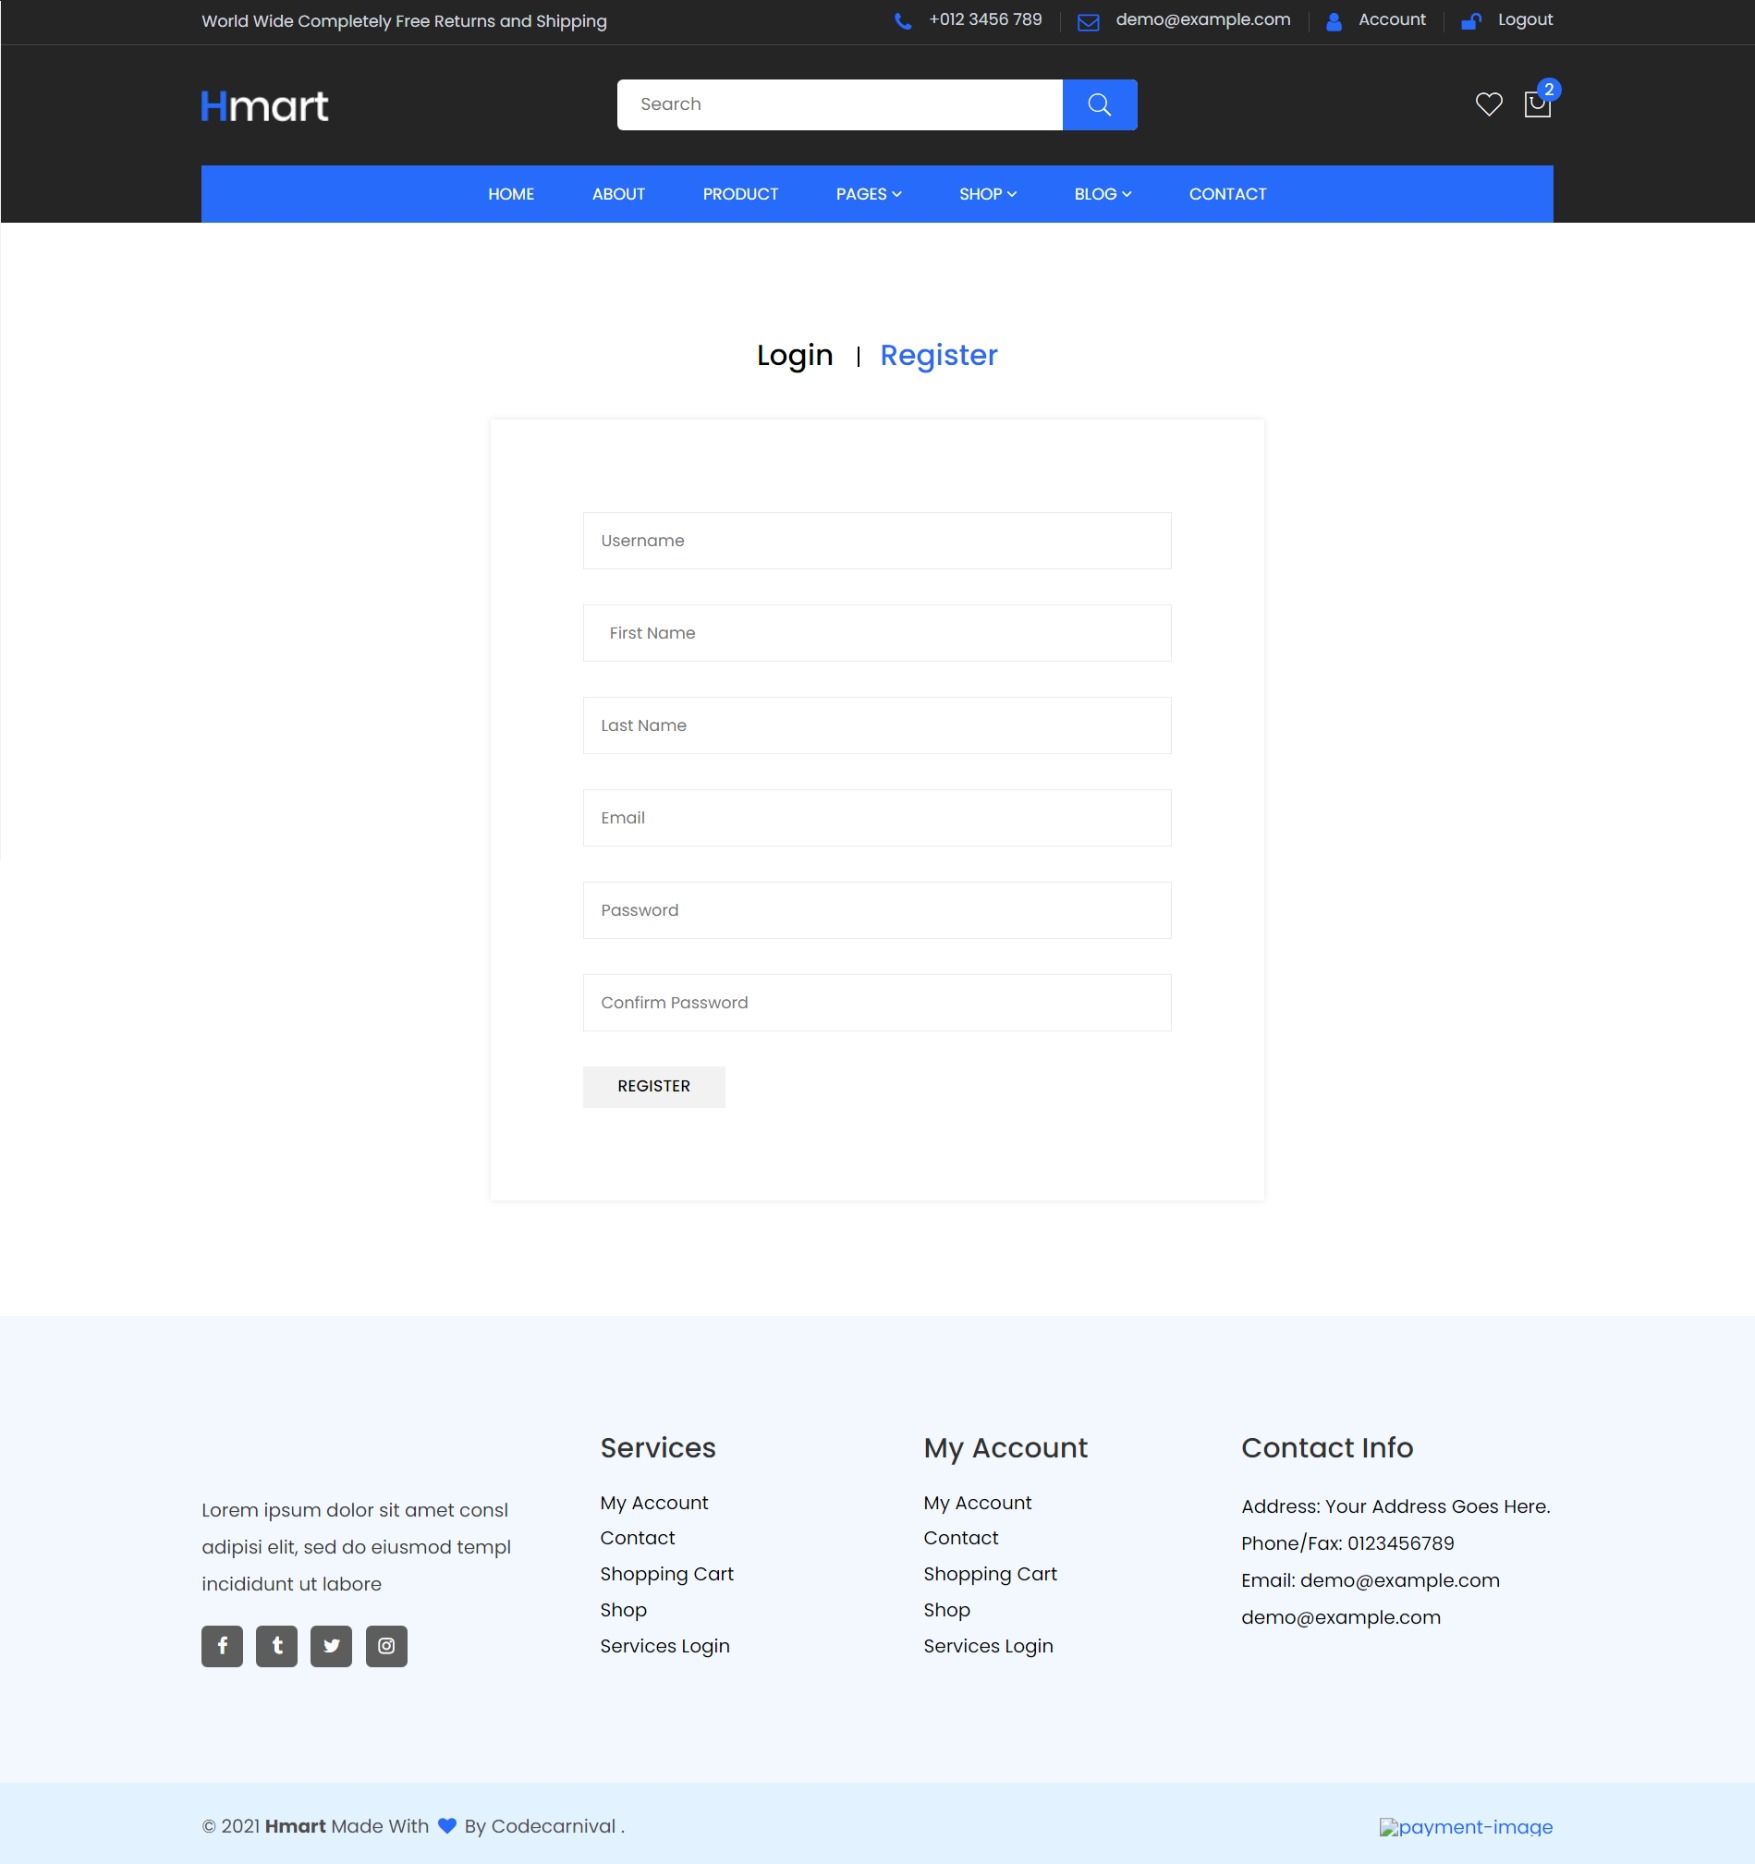 World Wide Completely Free Returns and Shipping
+012 3456 789
demo@example.com
Account
Logout
Hmart
Search
2
HOME
ABOUT
PRODUCT
PAGES
SHOP
BLOG
CONTACT
Login | Register
Username
First Name
Last Name
Email
Password
Confirm Password
REGISTER
Lorem ipsum dolor sit amet consl
adipisi elit, sed do eiusmod templ
incididunt ut labore
Services
My Account
Contact
Shopping Cart
Shop
Services Login
My Account
My Account
Contact
Shopping Cart
Shop
Services Login
Contact Info
Address: Your Address Goes Here.
Phone/Fax: 0123456789
Email: demo@example.com
demo@example.com
© 2021 Hmart Made With By Codecarnival .
payment-image